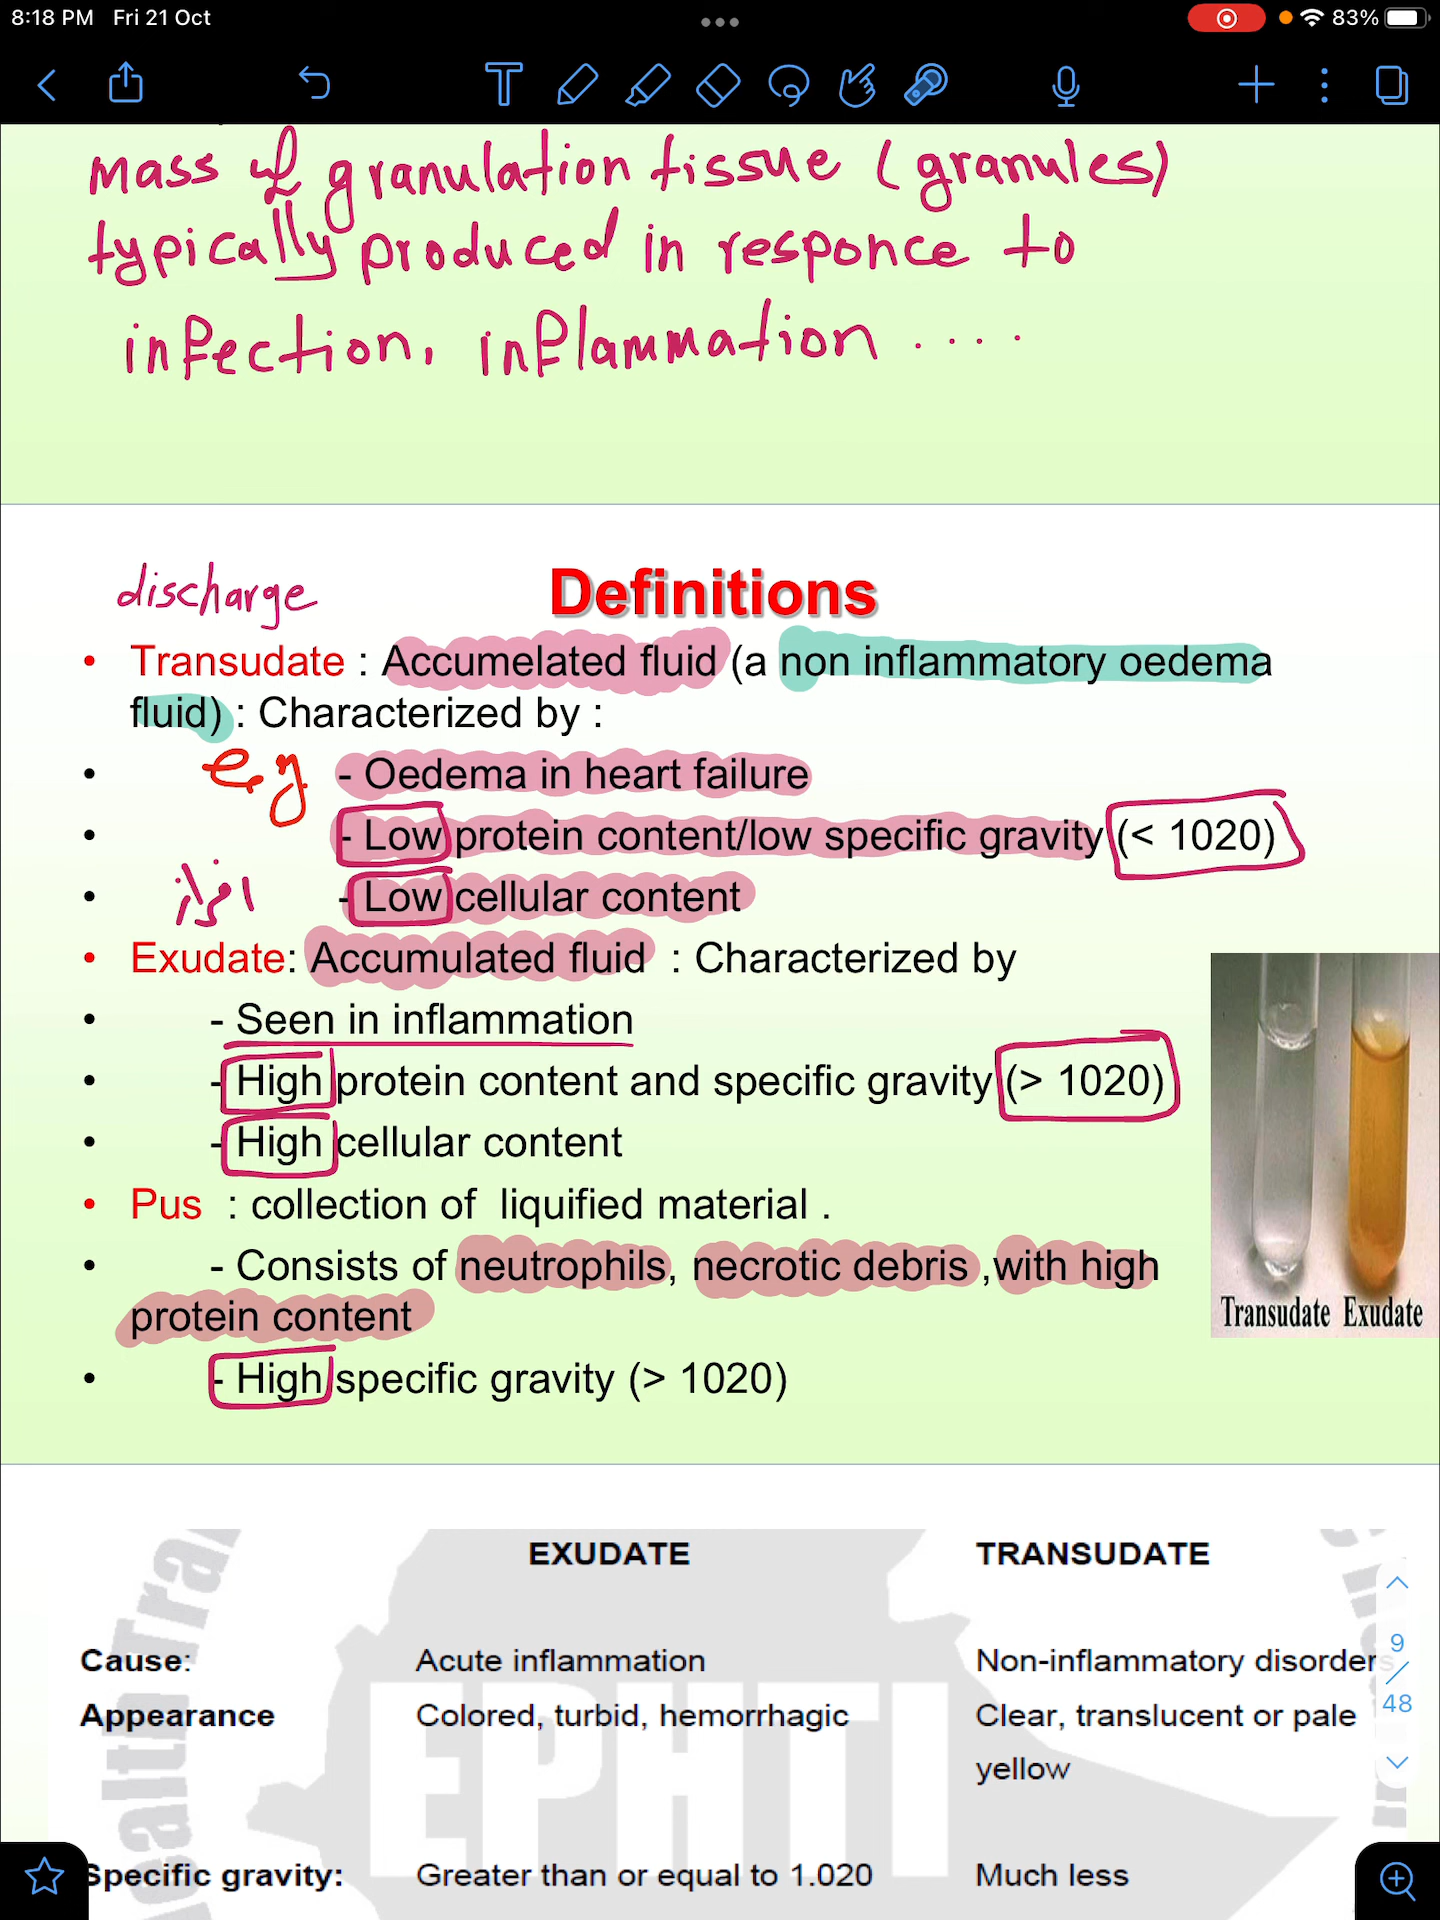 8:18 PM Fri 21 Oct
83%
mass of granulation tissue (granules)
typically produced in responce to
infection, inflammation ....
discharge
Definitions
• Transudate : Accumelated fluid (a non inflammatory oedema
fluid) : Characterized by :
• eg - Oedema in heart failure
• - Low protein content/low specific gravity (< 1020)
• - Low cellular content
• Exudate: Accumulated fluid : Characterized by
• - Seen in inflammation
• - High protein content and specific gravity (> 1020)
• - High cellular content
• Pus : collection of liquified material .
• - Consists of neutrophils, necrotic debris ,with high
protein content
• - High specific gravity (> 1020)
Transudate Exudate
EXUDATE TRANSUDATE
Cause: Acute inflammation Non-inflammatory disorders
Appearance Colored, turbid, hemorrhagic Clear, translucent or pale
yellow
Specific gravity: Greater than or equal to 1.020 Much less
EPHTI
9
/
48